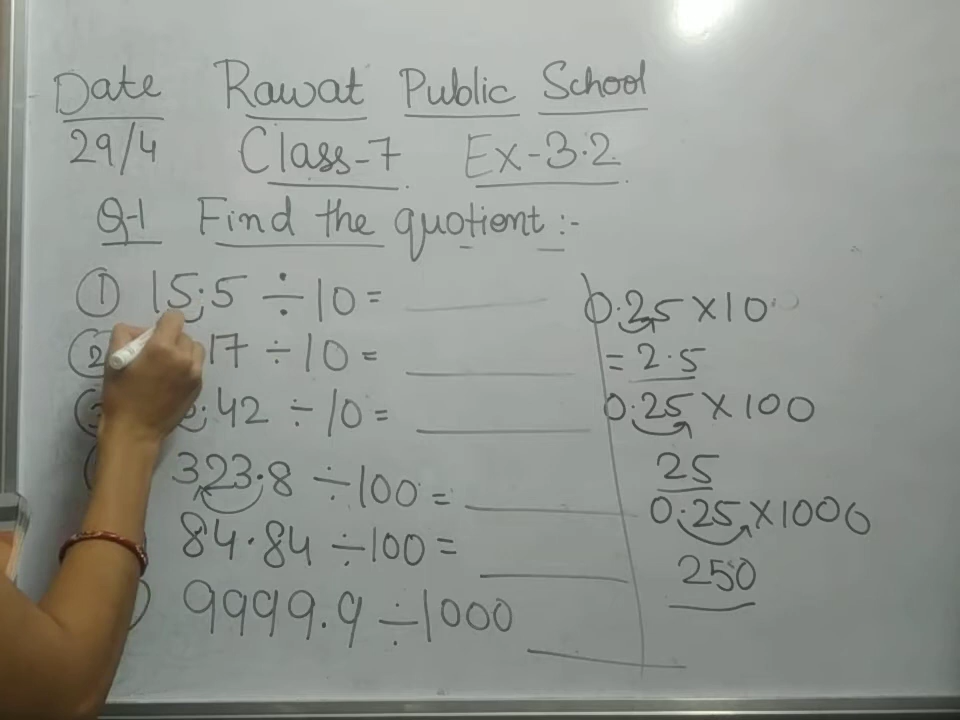 Date Rawat Public School
29/4 Class-7 Ex-3.2
Q-1 Find the quotient :-
① 15.5 ÷ 10 =
② 17 ÷ 10 =
.42 ÷ 10 =
323.8 ÷ 100 =
84.84 ÷ 100 =
9999.9 ÷ 1000
0.25 × 10
= 2.5
0.25 × 100
25
0.25 × 1000
250